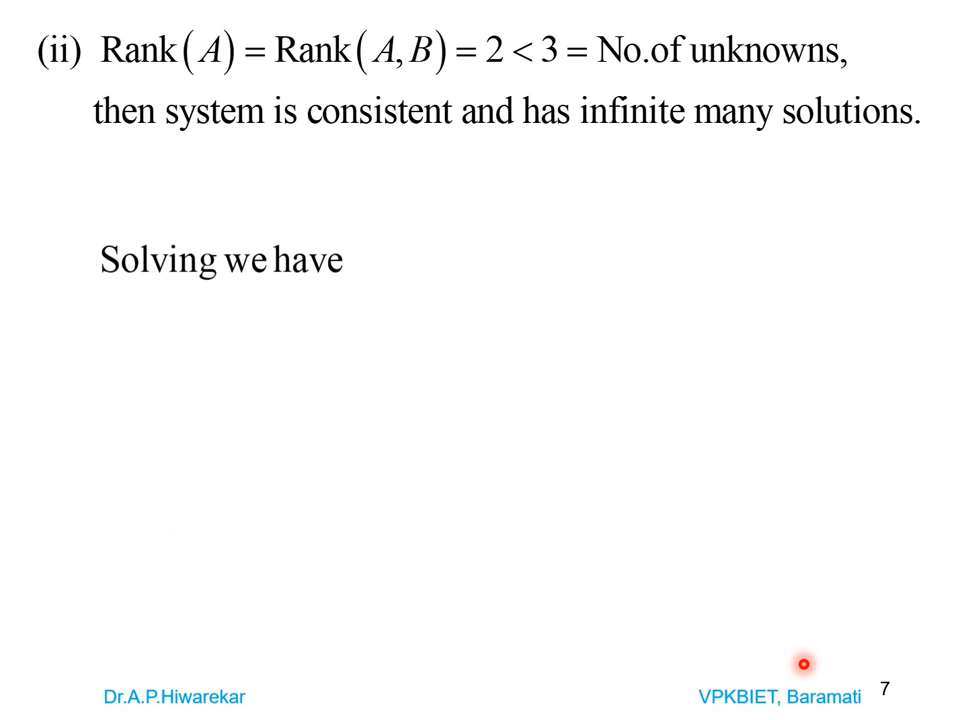 (ii) Rank(A) = Rank(A, B) = 2 < 3 = No.of unknowns,
then system is consistent and has infinite many solutions.
Solving we have
Dr.A.P.Hiwarekar
VPKBIET, Baramati 7